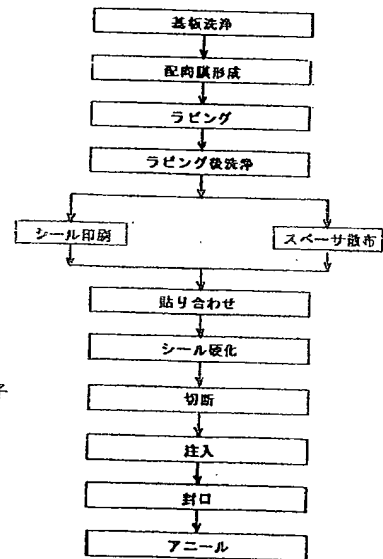 基板洗浄
配向膜形成
ラビング
ラビング後洗浄
シール印刷
スペーサ散布
貼り合わせ
シール硬化
子
切断
注入
封口
アニール